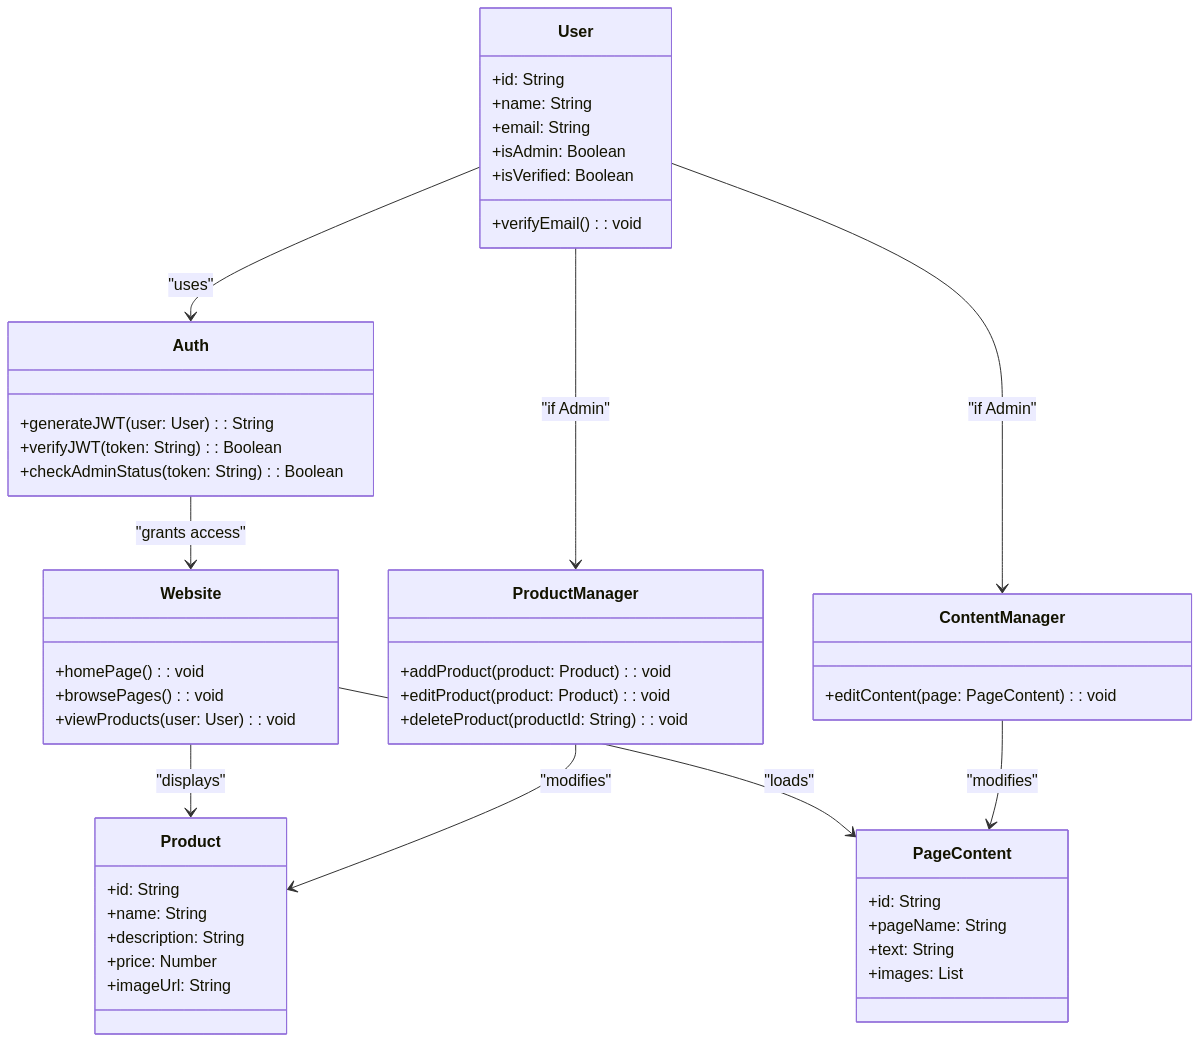 User
+id: String
+name: String
+email: String
+isAdmin: Boolean
+isVerified: Boolean
+verifyEmail() : : void
"uses"
"if Admin"
"if Admin"
Auth
+generateJWT(user: User) : : String
+verifyJWT(token: String) : : Boolean
+checkAdminStatus(token: String) : : Boolean
"grants access"
Website
+homePage() : : void
+browsePages() : : void
+viewProducts(user: User) : : void
ProductManager
+addProduct(product: Product) : : void
+editProduct(product: Product) : : void
+deleteProduct(productId: String) : : void
ContentManager
+editContent(page: PageContent) : : void
"displays"
"modifies"
"loads"
"modifies"
Product
+id: String
+name: String
+description: String
+price: Number
+imageUrl: String
PageContent
+id: String
+pageName: String
+text: String
+images: List